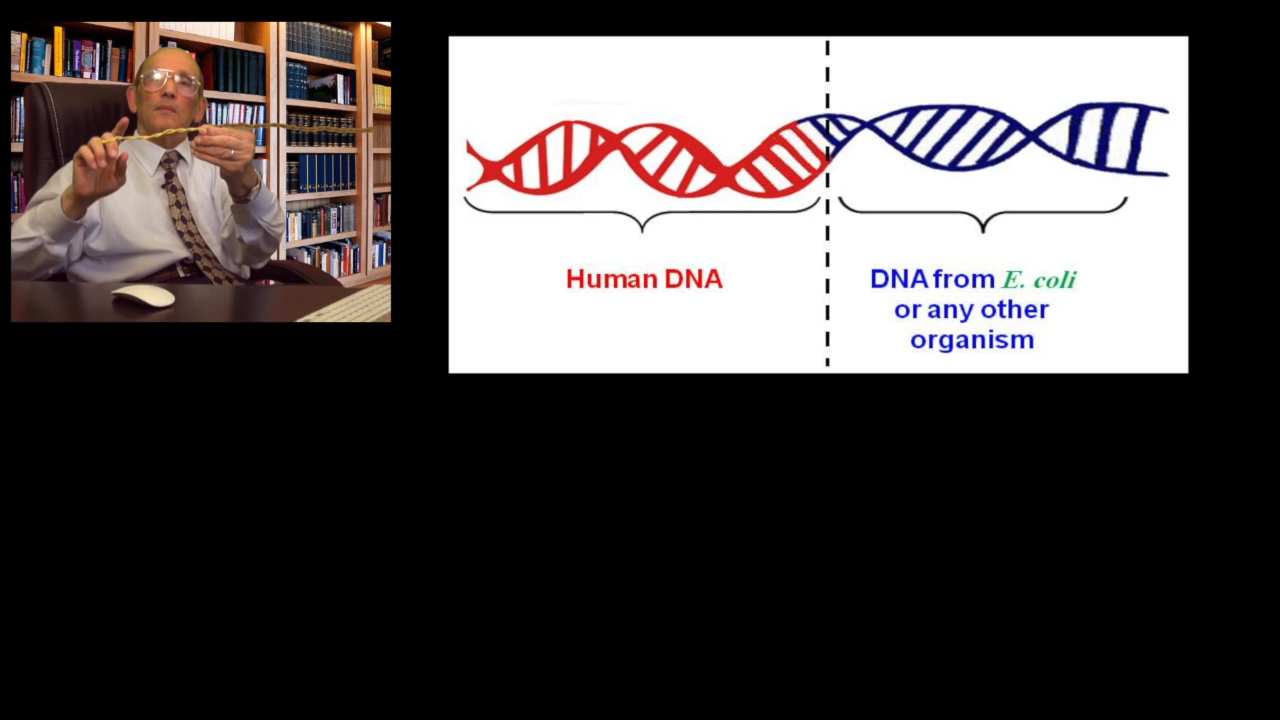 Human DNA
DNA from E. coli
or any other
organism